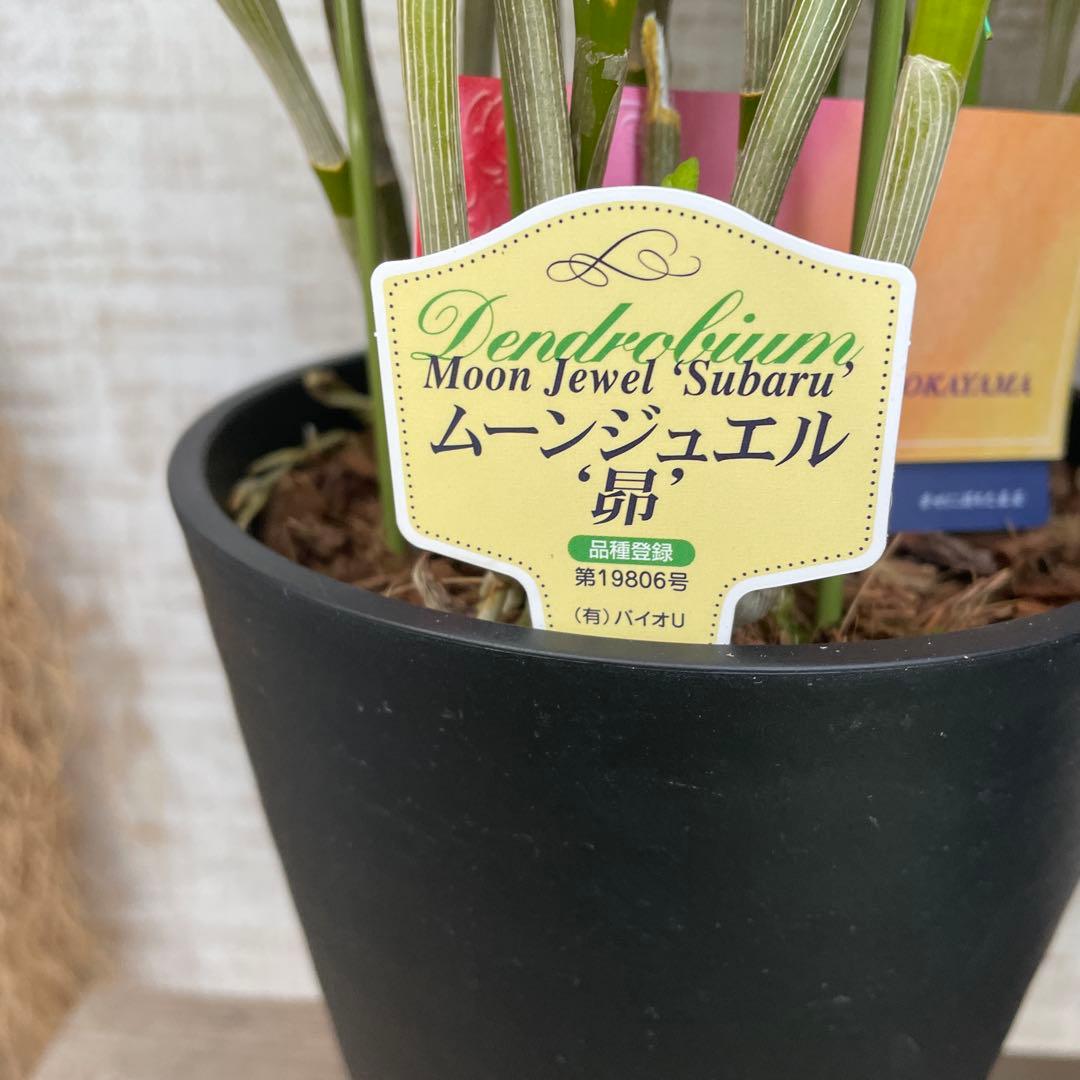 Dendrobium
Moon Jewel ‘Subaru’
ムーンジュエル
‘昴’
品種登録
第19806号
(有)バイオU
OKAYAMA